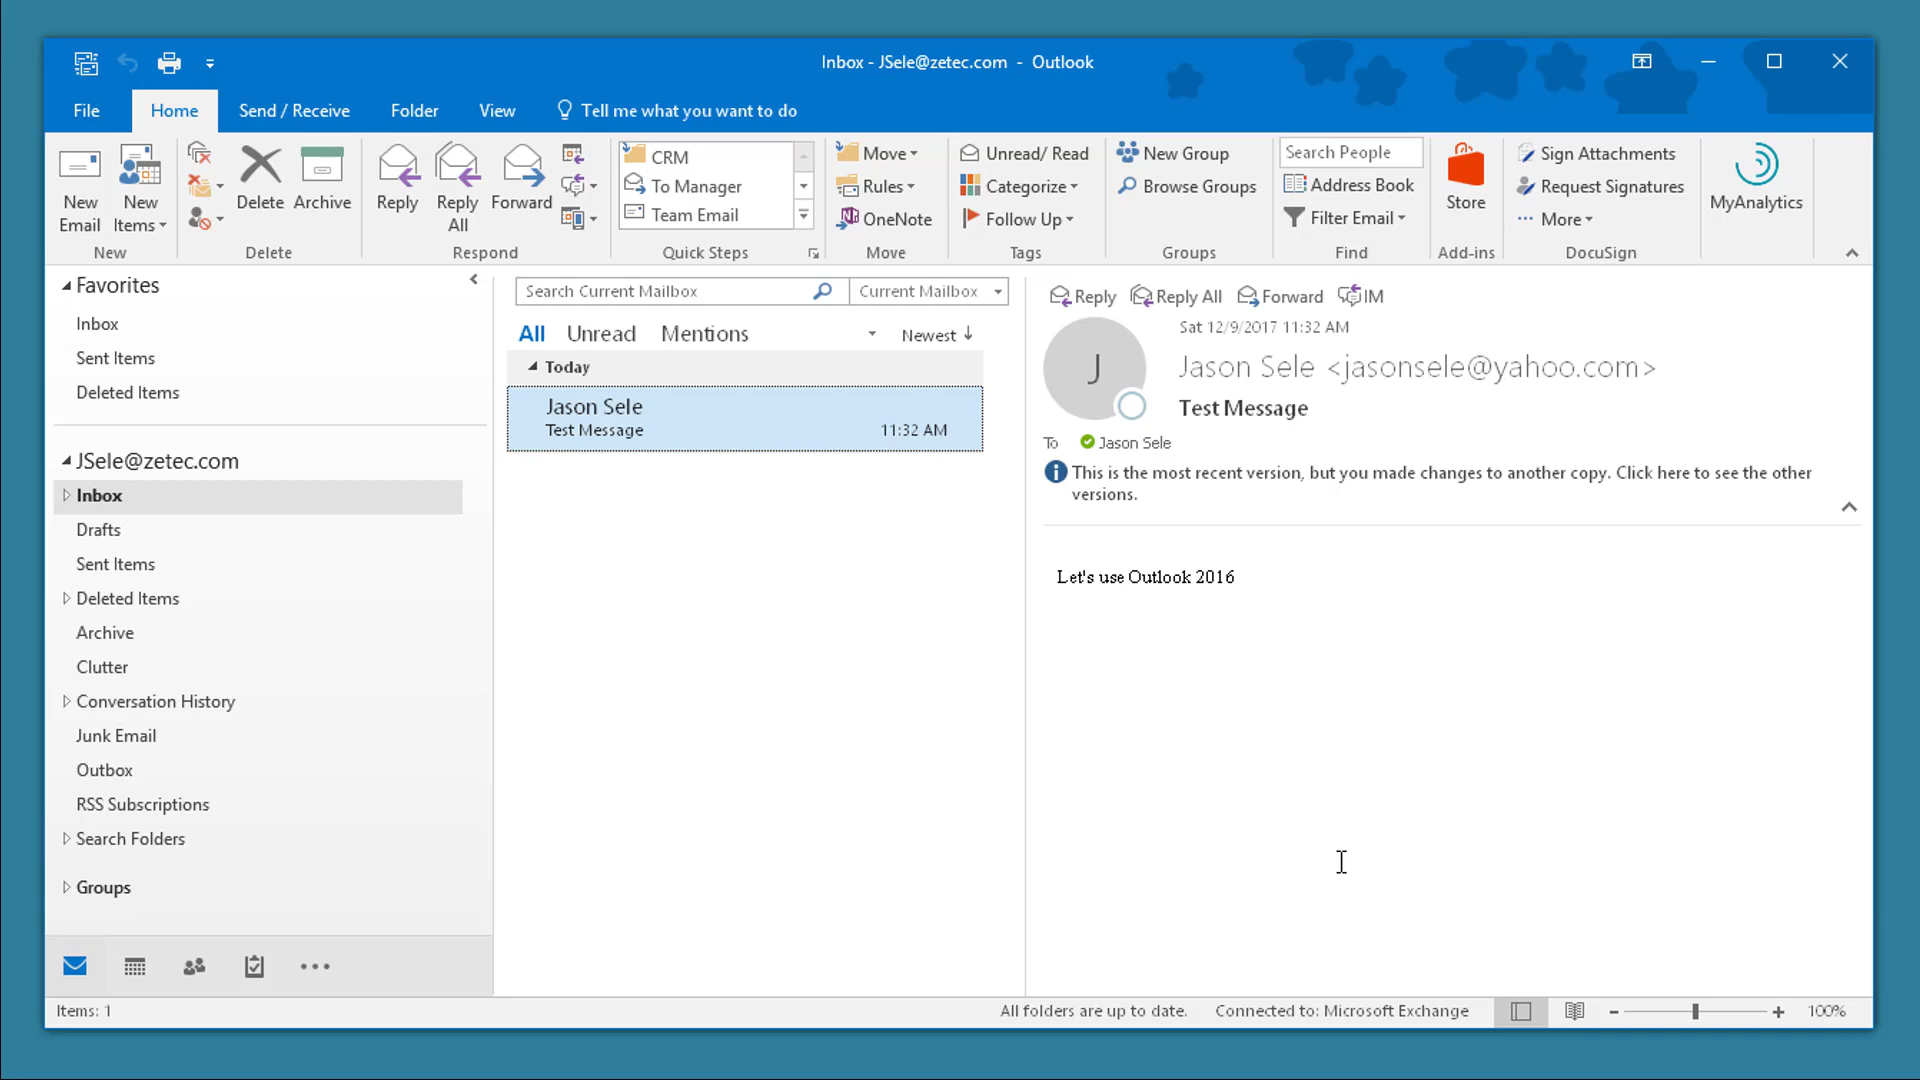 Inbox - JSele@zetec.com - Outlook
File Home Send / Receive Folder View Tell me what you want to do
New Email
New Items
New
Delete
Archive
Delete
Reply
Reply All
Forward
Respond
CRM
To Manager
Team Email
Quick Steps
Move
Rules
OneNote
Move
Unread/ Read
Categorize
Follow Up
Tags
New Group
Browse Groups
Groups
Search People
Address Book
Filter Email
Find
Store
Add-ins
Sign Attachments
Request Signatures
More
DocuSign
MyAnalytics
Favorites
Inbox
Sent Items
Deleted Items
JSele@zetec.com
Inbox
Drafts
Sent Items
Deleted Items
Archive
Clutter
Conversation History
Junk Email
Outbox
RSS Subscriptions
Search Folders
Groups
Search Current Mailbox Current Mailbox
All Unread Mentions Newest
Today
Jason Sele
Test Message 11:32 AM
Reply Reply All Forward IM
Sat 12/9/2017 11:32 AM
J
Jason Sele <jasonsele@yahoo.com>
Test Message
To Jason Sele
This is the most recent version, but you made changes to another copy. Click here to see the other
versions.
Let's use Outlook 2016
Items: 1 All folders are up to date. Connected to: Microsoft Exchange 100%